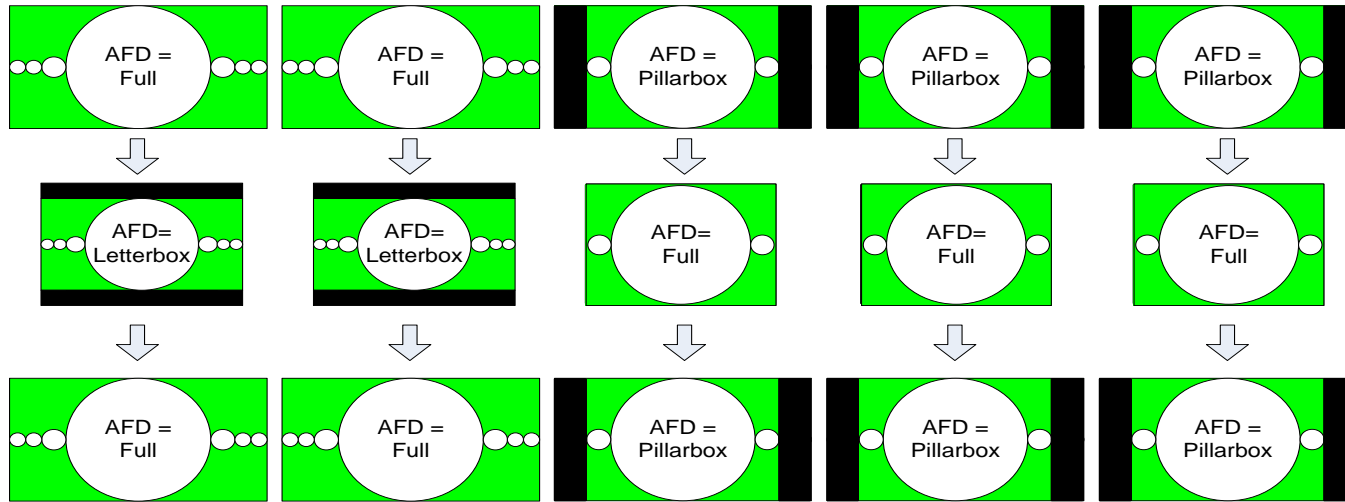 AFD =
Full
AFD =
Full
AFD =
Pillarbox
AFD =
Pillarbox
AFD =
Pillarbox
AFD=
Letterbox
AFD=
Letterbox
AFD=
Full
AFD=
Full
AFD=
Full
AFD =
Full
AFD =
Full
AFD =
Pillarbox
AFD =
Pillarbox
AFD =
Pillarbox